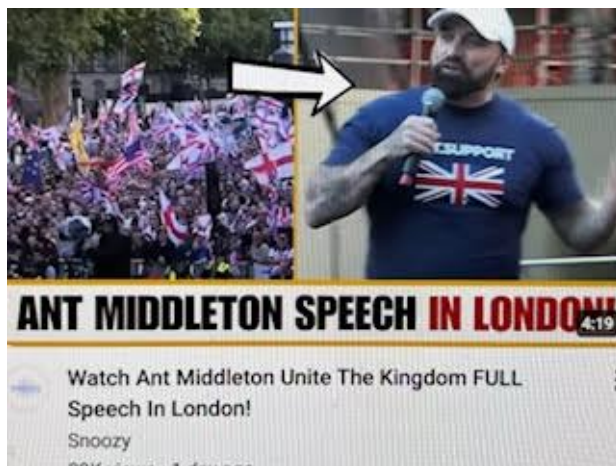 .SUPPORT
ANT MIDDLETON SPEECH IN LONDON!
4:19
Watch Ant Middleton Unite The Kingdom FULL
Speech In London!
Snoozy